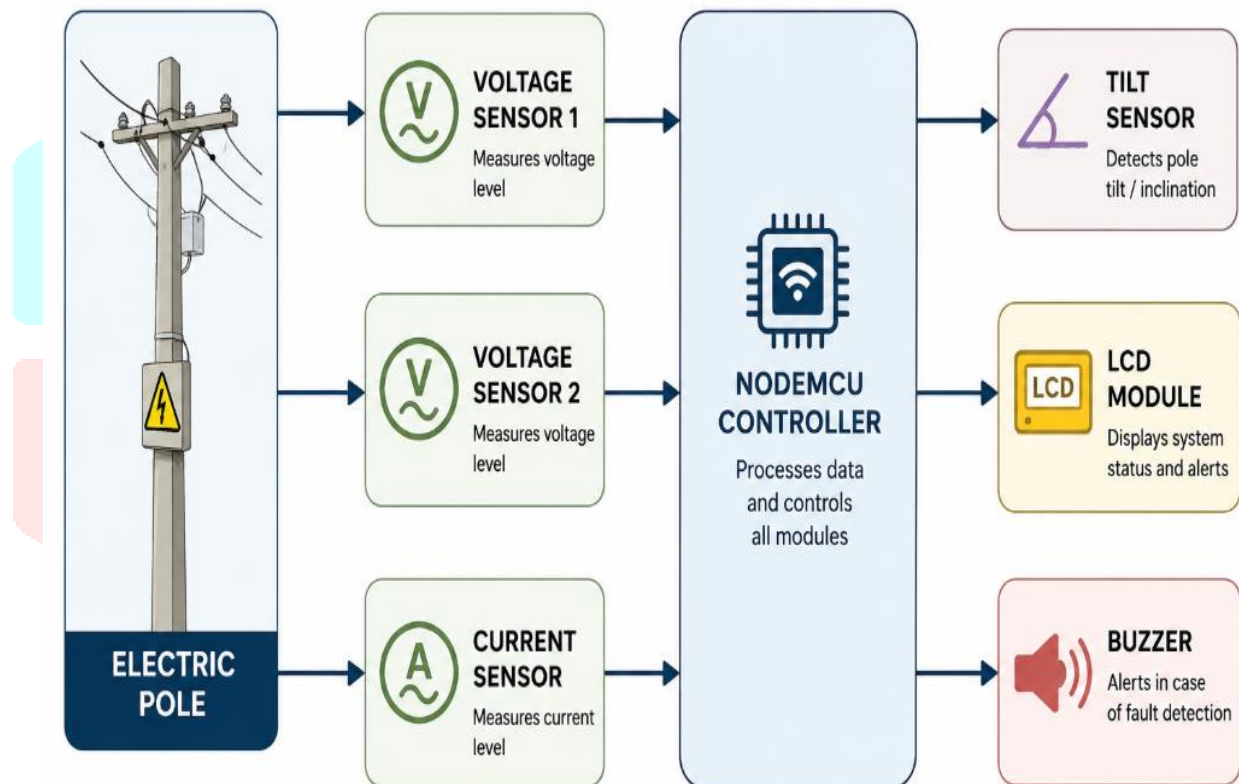 ELECTRIC
POLE
V
VOLTAGE
SENSOR 1
Measures voltage
level
V
VOLTAGE
SENSOR 2
Measures voltage
level
A
CURRENT
SENSOR
Measures current
level
NODEMCU
CONTROLLER
Processes data
and controls
all modules
TILT
SENSOR
Detects pole
tilt / inclination
LCD
LCD
MODULE
Displays system
status and alerts
BUZZER
Alerts in case
of fault detection